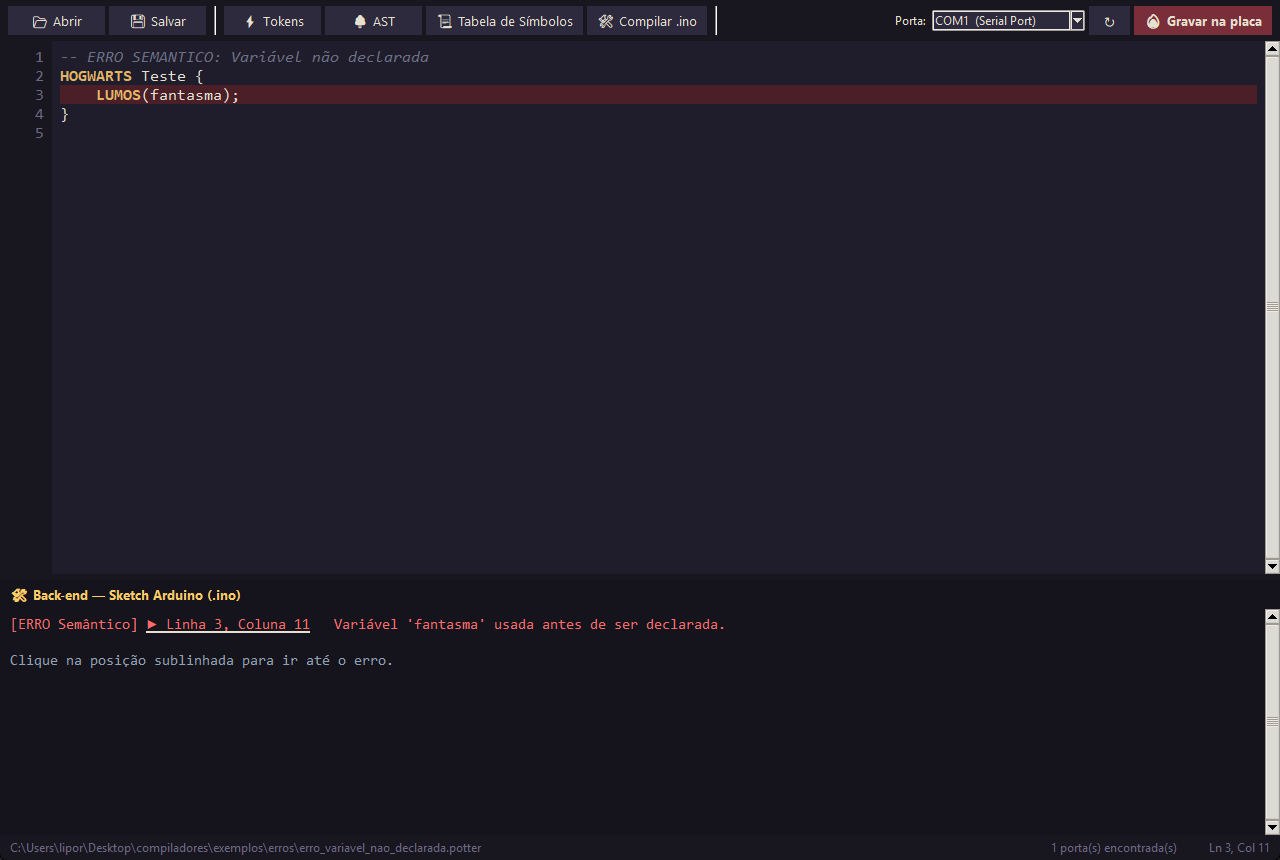 Abrir Salvar Tokens AST Tabela de Símbolos Compilar .ino Porta: COM1 (Serial Port) ↻ Gravar na placa
1 -- ERRO SEMANTICO: Variável não declarada
2 HOGWARTS Teste {
3 LUMOS(fantasma);
4 }
5
Back-end — Sketch Arduino (.ino)
[ERRO Semântico] ► Linha 3, Coluna 11 Variável 'fantasma' usada antes de ser declarada.
Clique na posição sublinhada para ir até o erro.
C:\Users\lipor\Desktop\compiladores\exemplos\erros\erro_variavel_nao_declarada.potter 1 porta(s) encontrada(s) Ln 3, Col 11